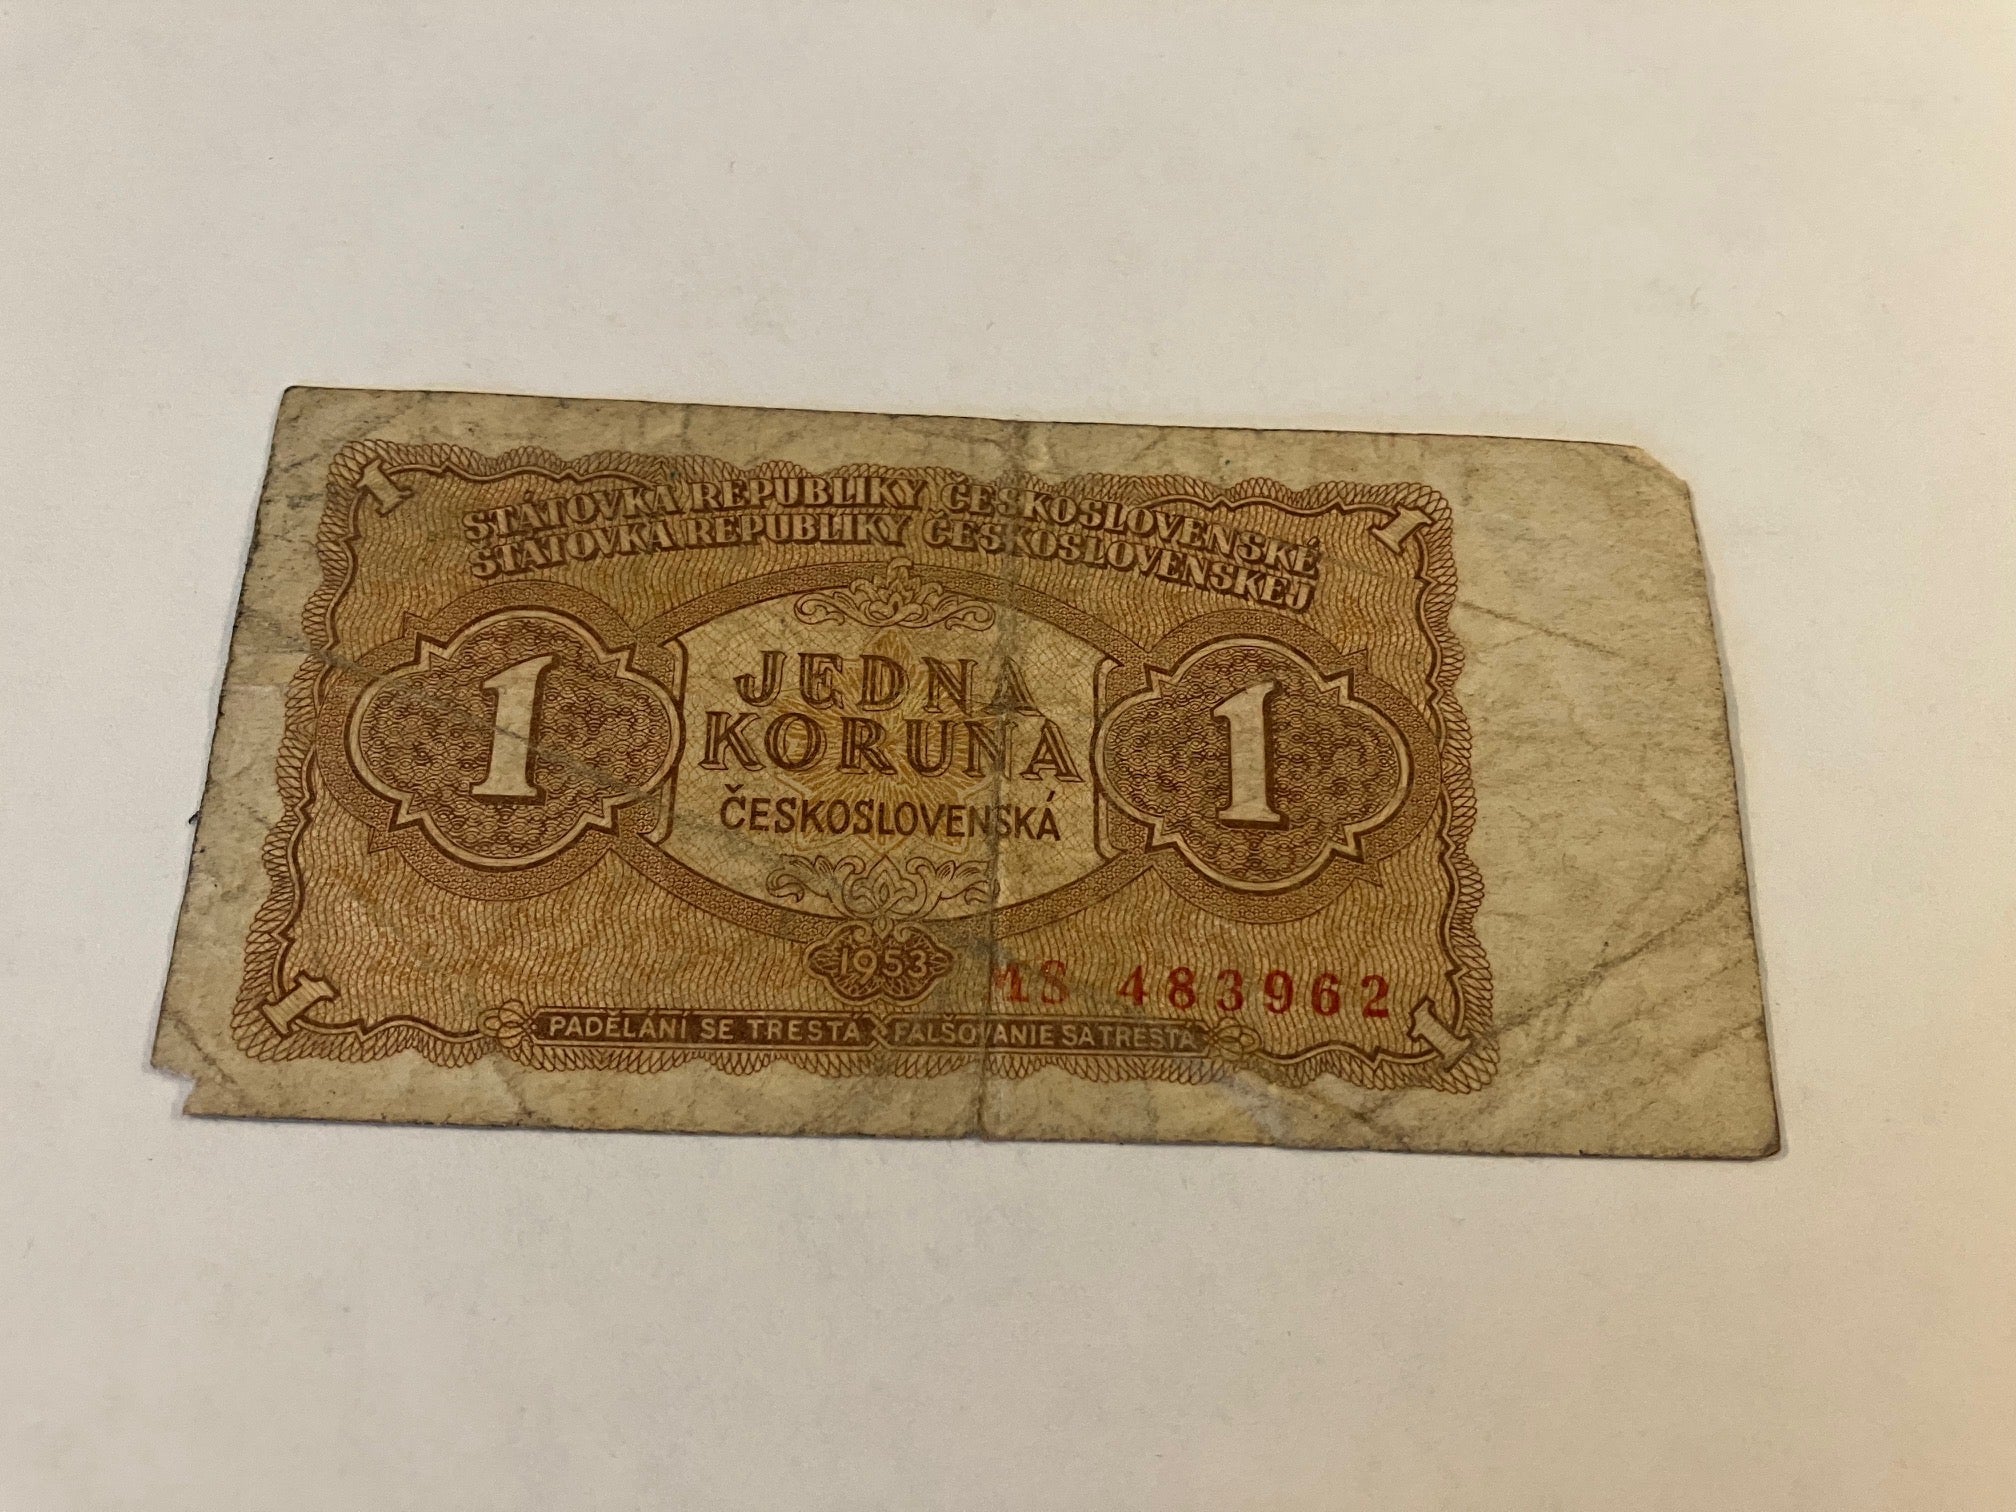 1
1
STÁTOVKA REPUBLIKY ČESKOSLOVENSKÉ
ŠTÁTOVKA REPUBLIKY ČESKOSLOVENSKEJ
1
JEDNA
KORUNA
ČESKOSLOVENSKÁ
1
1953
483962
1
1
PADĚLÁNÍ SE TRESTÁ FALŠOVANIE SA TRESTÁ